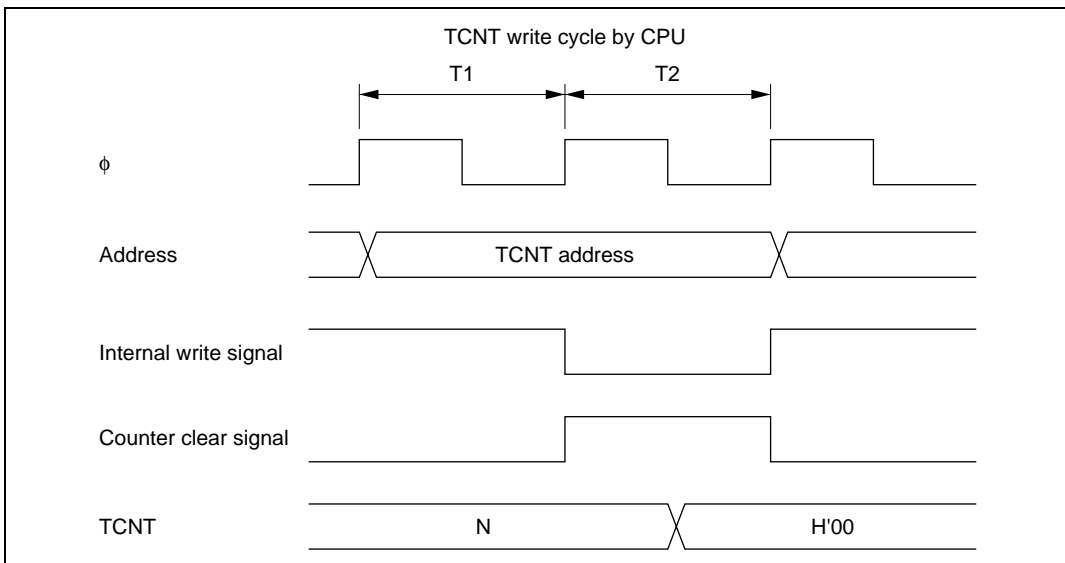 TCNT write cycle by CPU
T1 T2
ϕ
Address TCNT address
Internal write signal
Counter clear signal
TCNT N H'00